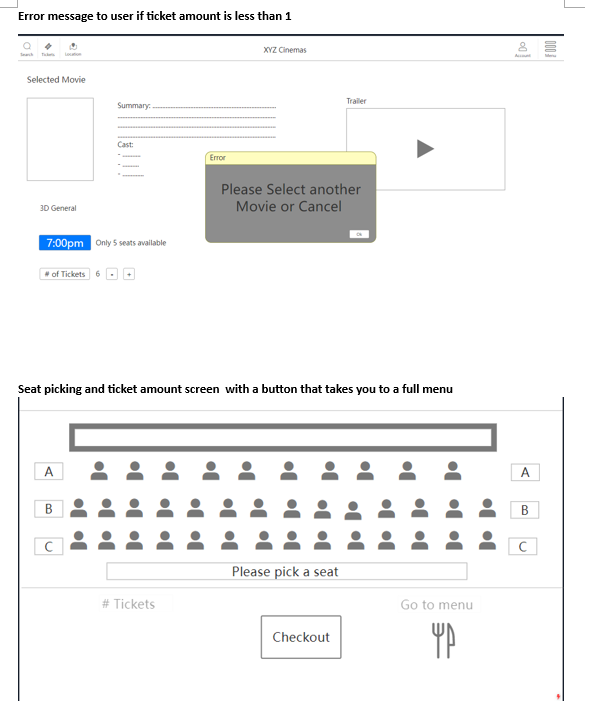 Error message to user if ticket amount is less than 1
Search Tickets Location
XYZ Cinemas
Account Menu
Selected Movie
Summary:
Cast:
Trailer
Error
Please Select another
Movie or Cancel
Ok
3D General
7:00pm Only 5 seats available
# of Tickets 6 - +
Seat picking and ticket amount screen with a button that takes you to a full menu
A A
B B
C C
Please pick a seat
# Tickets
Go to menu
Checkout